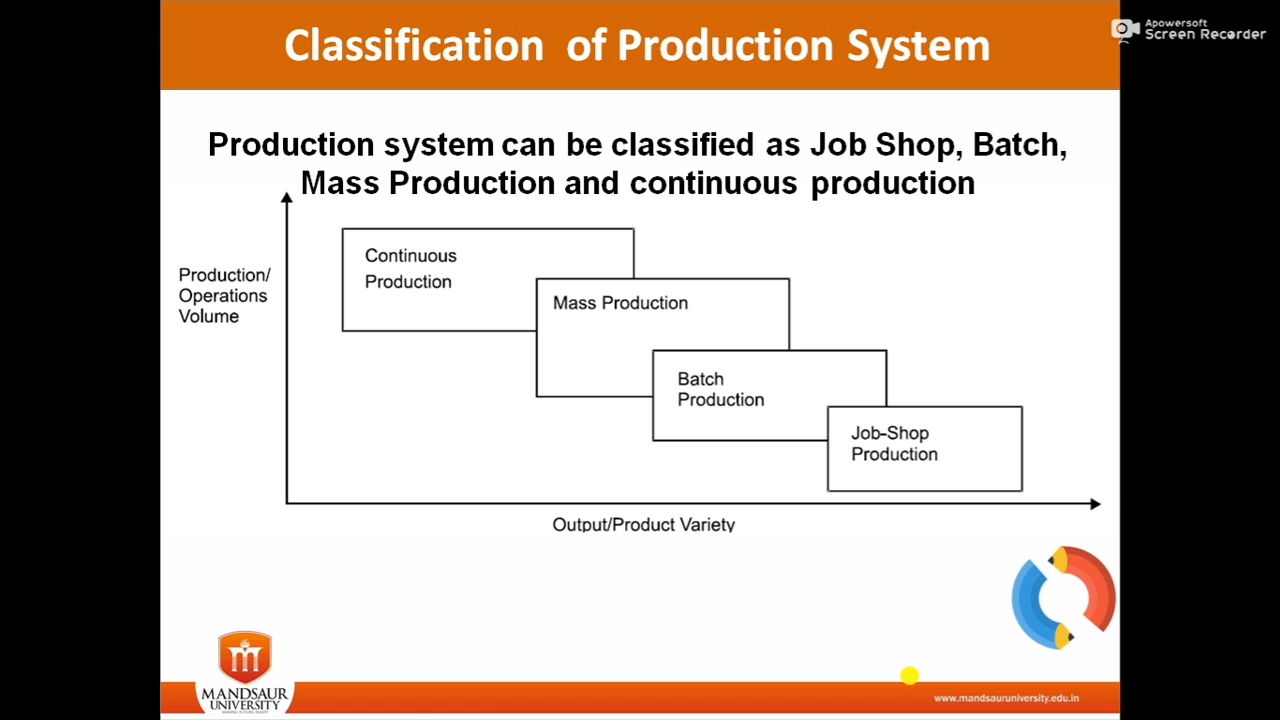 Apowersoft
Screen Recorder
Classification of Production System
Production system can be classified as Job Shop, Batch,
Mass Production and continuous production
Production/
Operations
Volume
Continuous
Production
Mass Production
Batch
Production
Job-Shop
Production
Output/Product Variety
MANDSAUR
UNIVERSITY
www.mandsauruniversity.edu.in